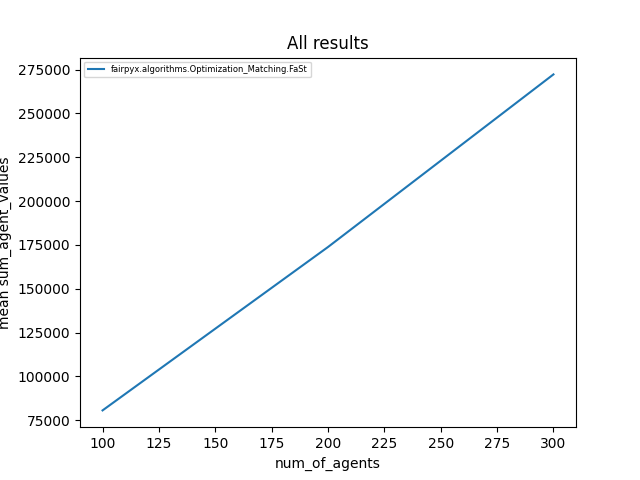 All results
fairpyx.algorithms.Optimization_Matching.FaSt
mean sum_agent_values
275000
250000
225000
200000
175000
150000
125000
100000
75000
100 125 150 175 200 225 250 275 300
num_of_agents